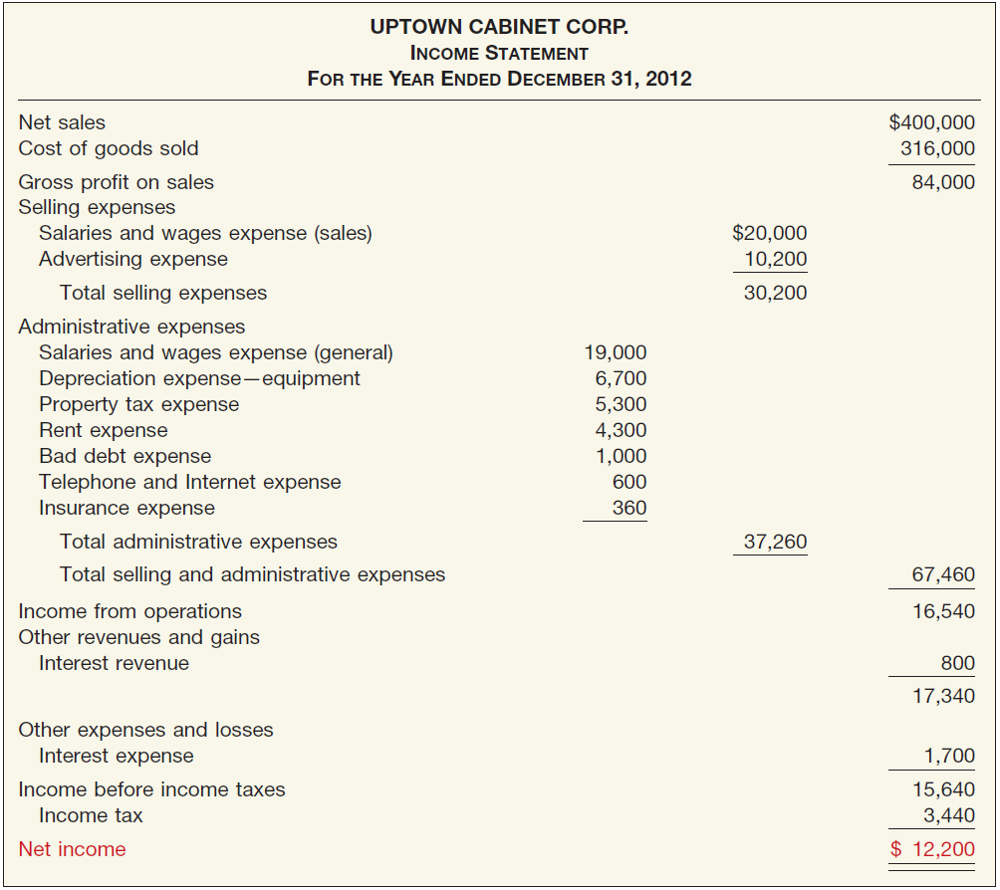 UPTOWN CABINET CORP.
INCOME STATEMENT
FOR THE YEAR ENDED DECEMBER 31, 2012
Net sales $400,000
Cost of goods sold 316,000
Gross profit on sales 84,000
Selling expenses
Salaries and wages expense (sales) $20,000
Advertising expense 10,200
Total selling expenses 30,200
Administrative expenses
Salaries and wages expense (general) 19,000
Depreciation expense—equipment 6,700
Property tax expense 5,300
Rent expense 4,300
Bad debt expense 1,000
Telephone and Internet expense 600
Insurance expense 360
Total administrative expenses 37,260
Total selling and administrative expenses 67,460
Income from operations 16,540
Other revenues and gains
Interest revenue 800
17,340
Other expenses and losses
Interest expense 1,700
Income before income taxes 15,640
Income tax 3,440
Net income $ 12,200